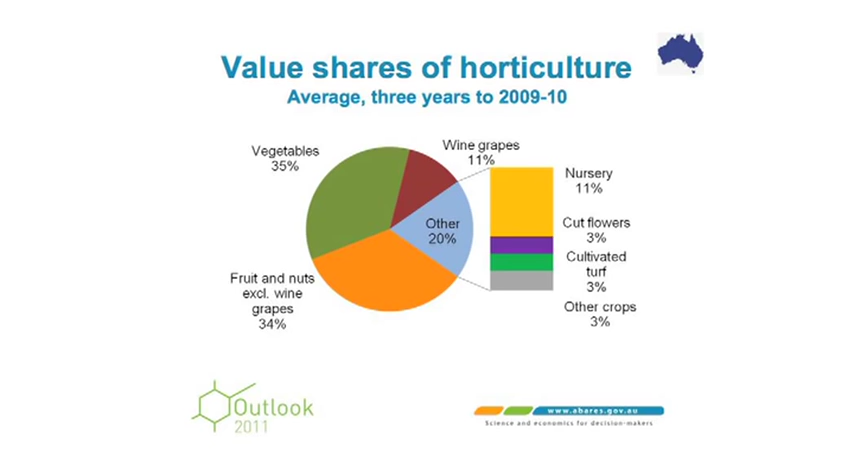 Value shares of horticulture
Average, three years to 2009-10
Vegetables
35%
Wine grapes
11%
Other
20%
Fruit and nuts
excl. wine
grapes
34%
Nursery
11%
Cut flowers
3%
Cultivated
turf
3%
Other crops
3%
Outlook
2011
www.abares.gov.au
Science and economics for decision-makers